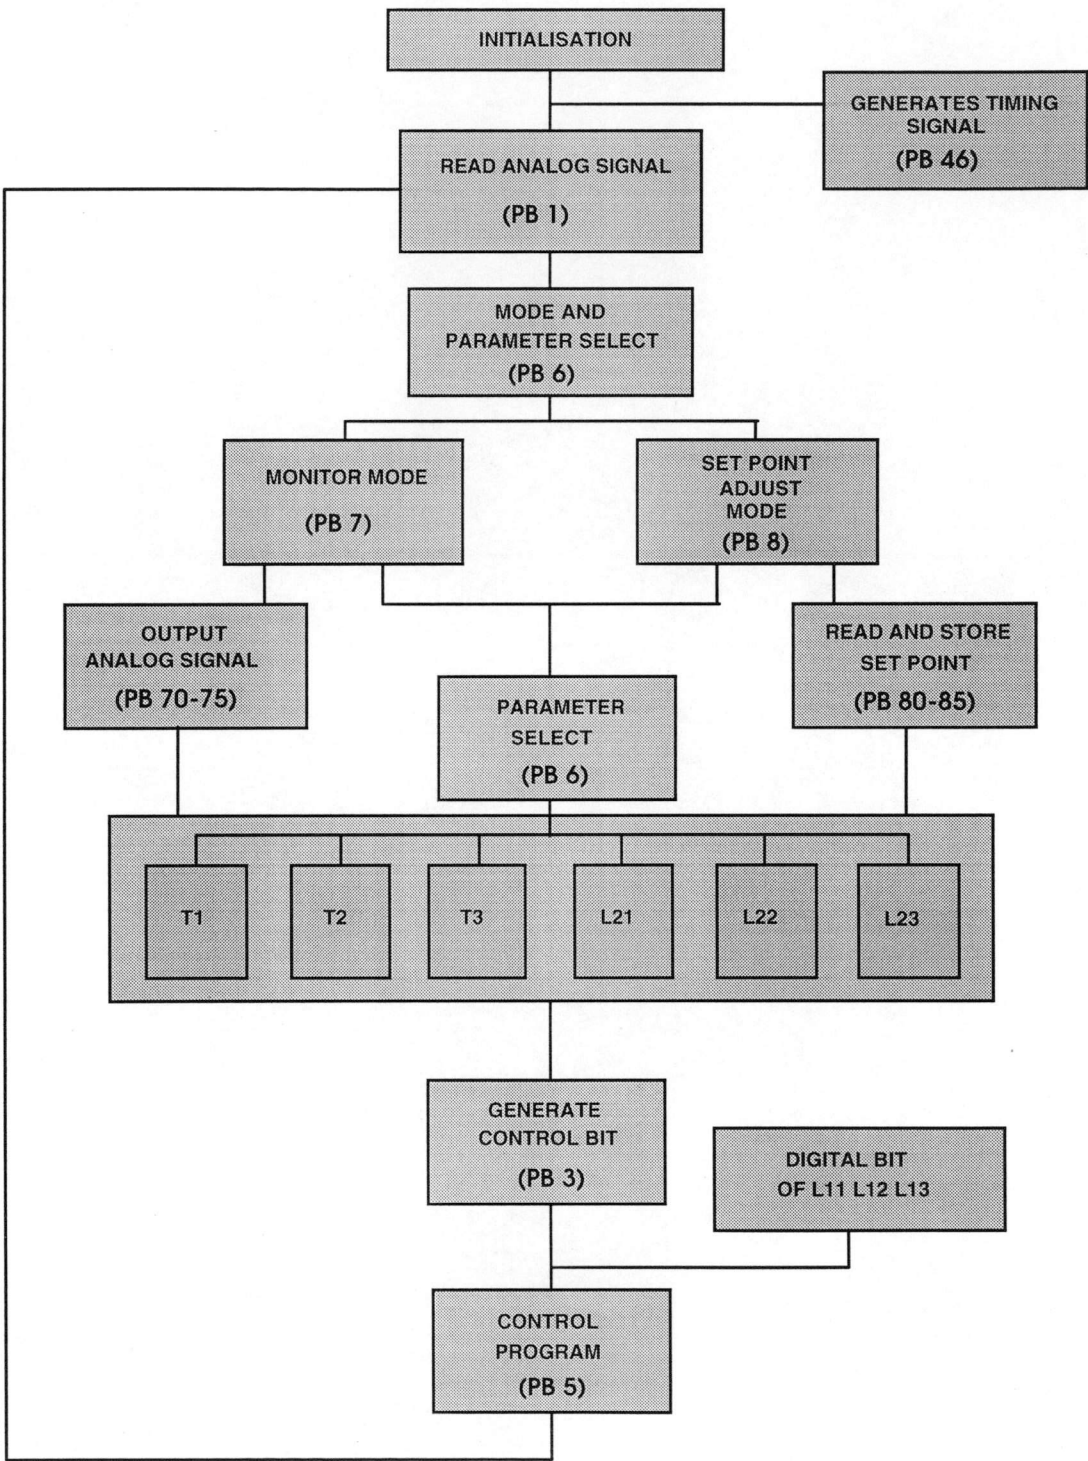 INITIALISATION
GENERATES TIMING
SIGNAL
(PB 46)
READ ANALOG SIGNAL
(PB 1)
MODE AND
PARAMETER SELECT
(PB 6)
MONITOR MODE
(PB 7)
SET POINT
ADJUST
MODE
(PB 8)
OUTPUT
ANALOG SIGNAL
(PB 70-75)
PARAMETER
SELECT
(PB 6)
READ AND STORE
SET POINT
(PB 80-85)
T1
T2
T3
L21
L22
L23
GENERATE
CONTROL BIT
(PB 3)
DIGITAL BIT
OF L11 L12 L13
CONTROL
PROGRAM
(PB 5)